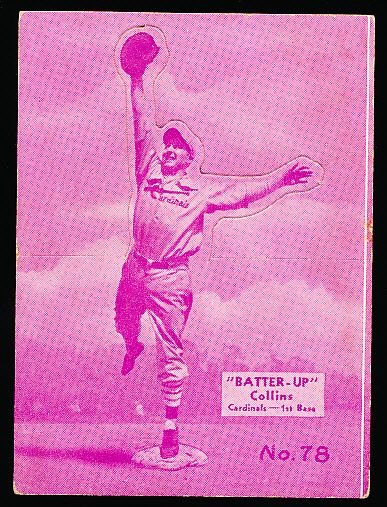 Cardinals
"BATTER-UP"
Collins
Cardinals — 1st Base
No. 78